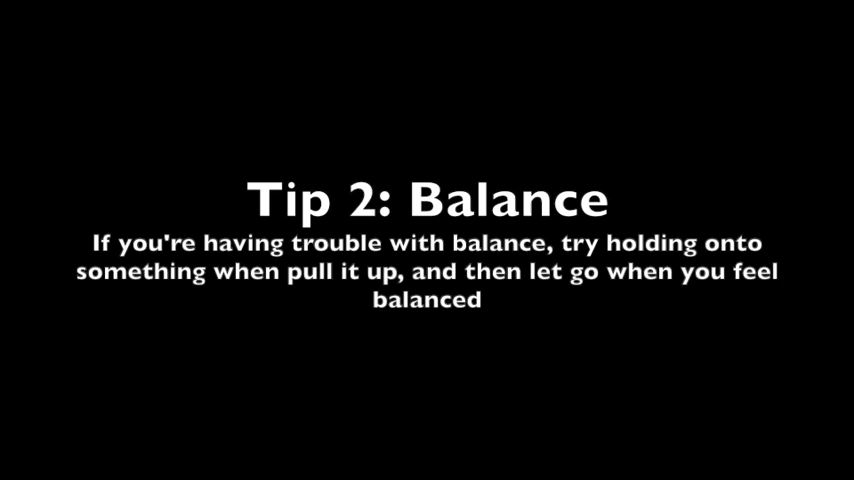 Tip 2: Balance
If you're having trouble with balance, try holding onto
something when pull it up, and then let go when you feel
balanced